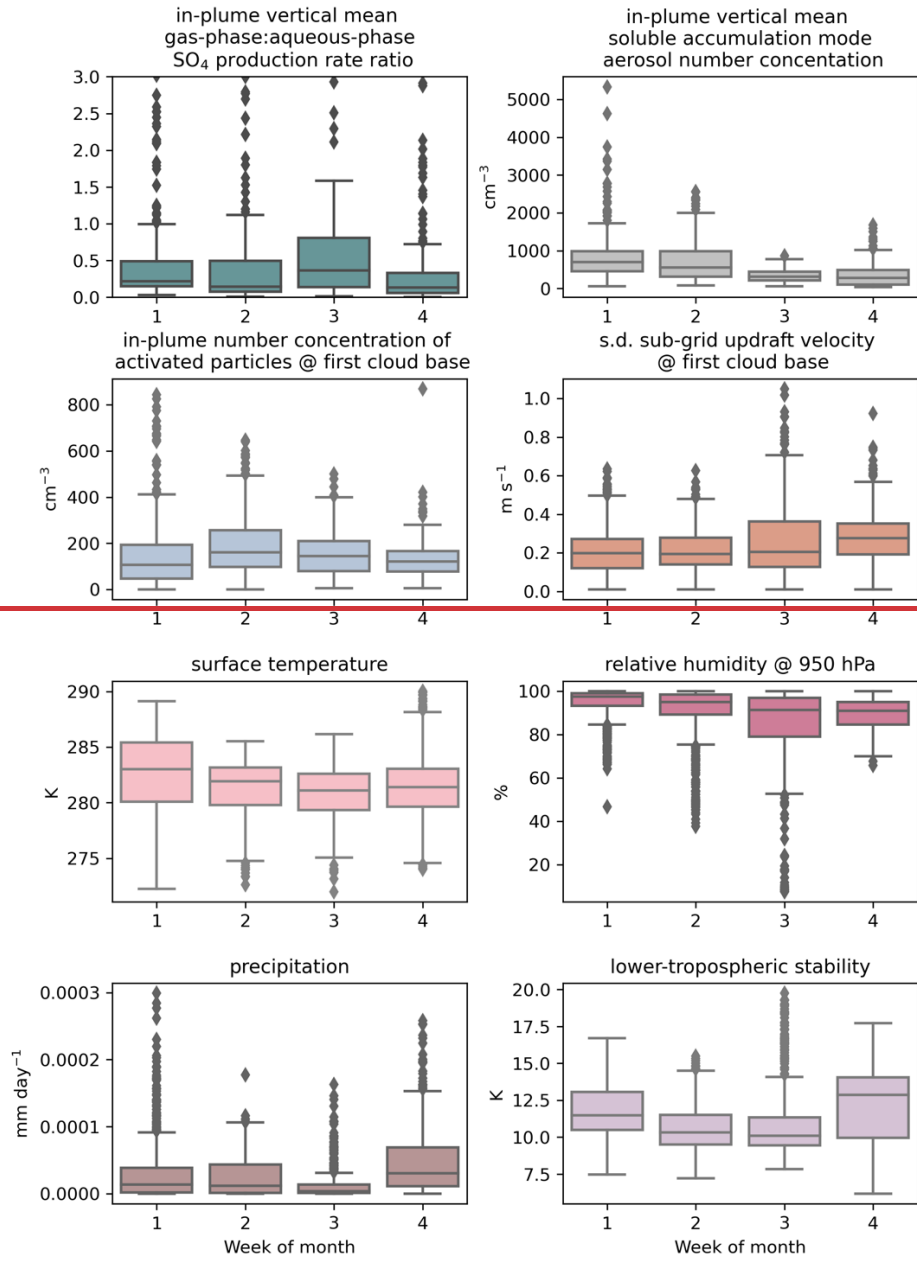 in-plume vertical mean
gas-phase:aqueous-phase
SO₄ production rate ratio
3.0
2.5
2.0
1.5
1.0
0.5
0.0
1 2 3 4
in-plume vertical mean
soluble accumulation mode
aerosol number concentation
cm⁻³
5000
4000
3000
2000
1000
0
1 2 3 4
in-plume number concentration of
activated particles @ first cloud base
cm⁻³
800
600
400
200
0
1 2 3 4
s.d. sub-grid updraft velocity
@ first cloud base
m s⁻¹
1.0
0.8
0.6
0.4
0.2
0.0
1 2 3 4
surface temperature
K
290
285
280
275
1 2 3 4
relative humidity @ 950 hPa
%
100
80
60
40
20
1 2 3 4
precipitation
mm day⁻¹
0.0003
0.0002
0.0001
0.0000
1 2 3 4
Week of month
lower-tropospheric stability
K
20.0
17.5
15.0
12.5
10.0
7.5
1 2 3 4
Week of month